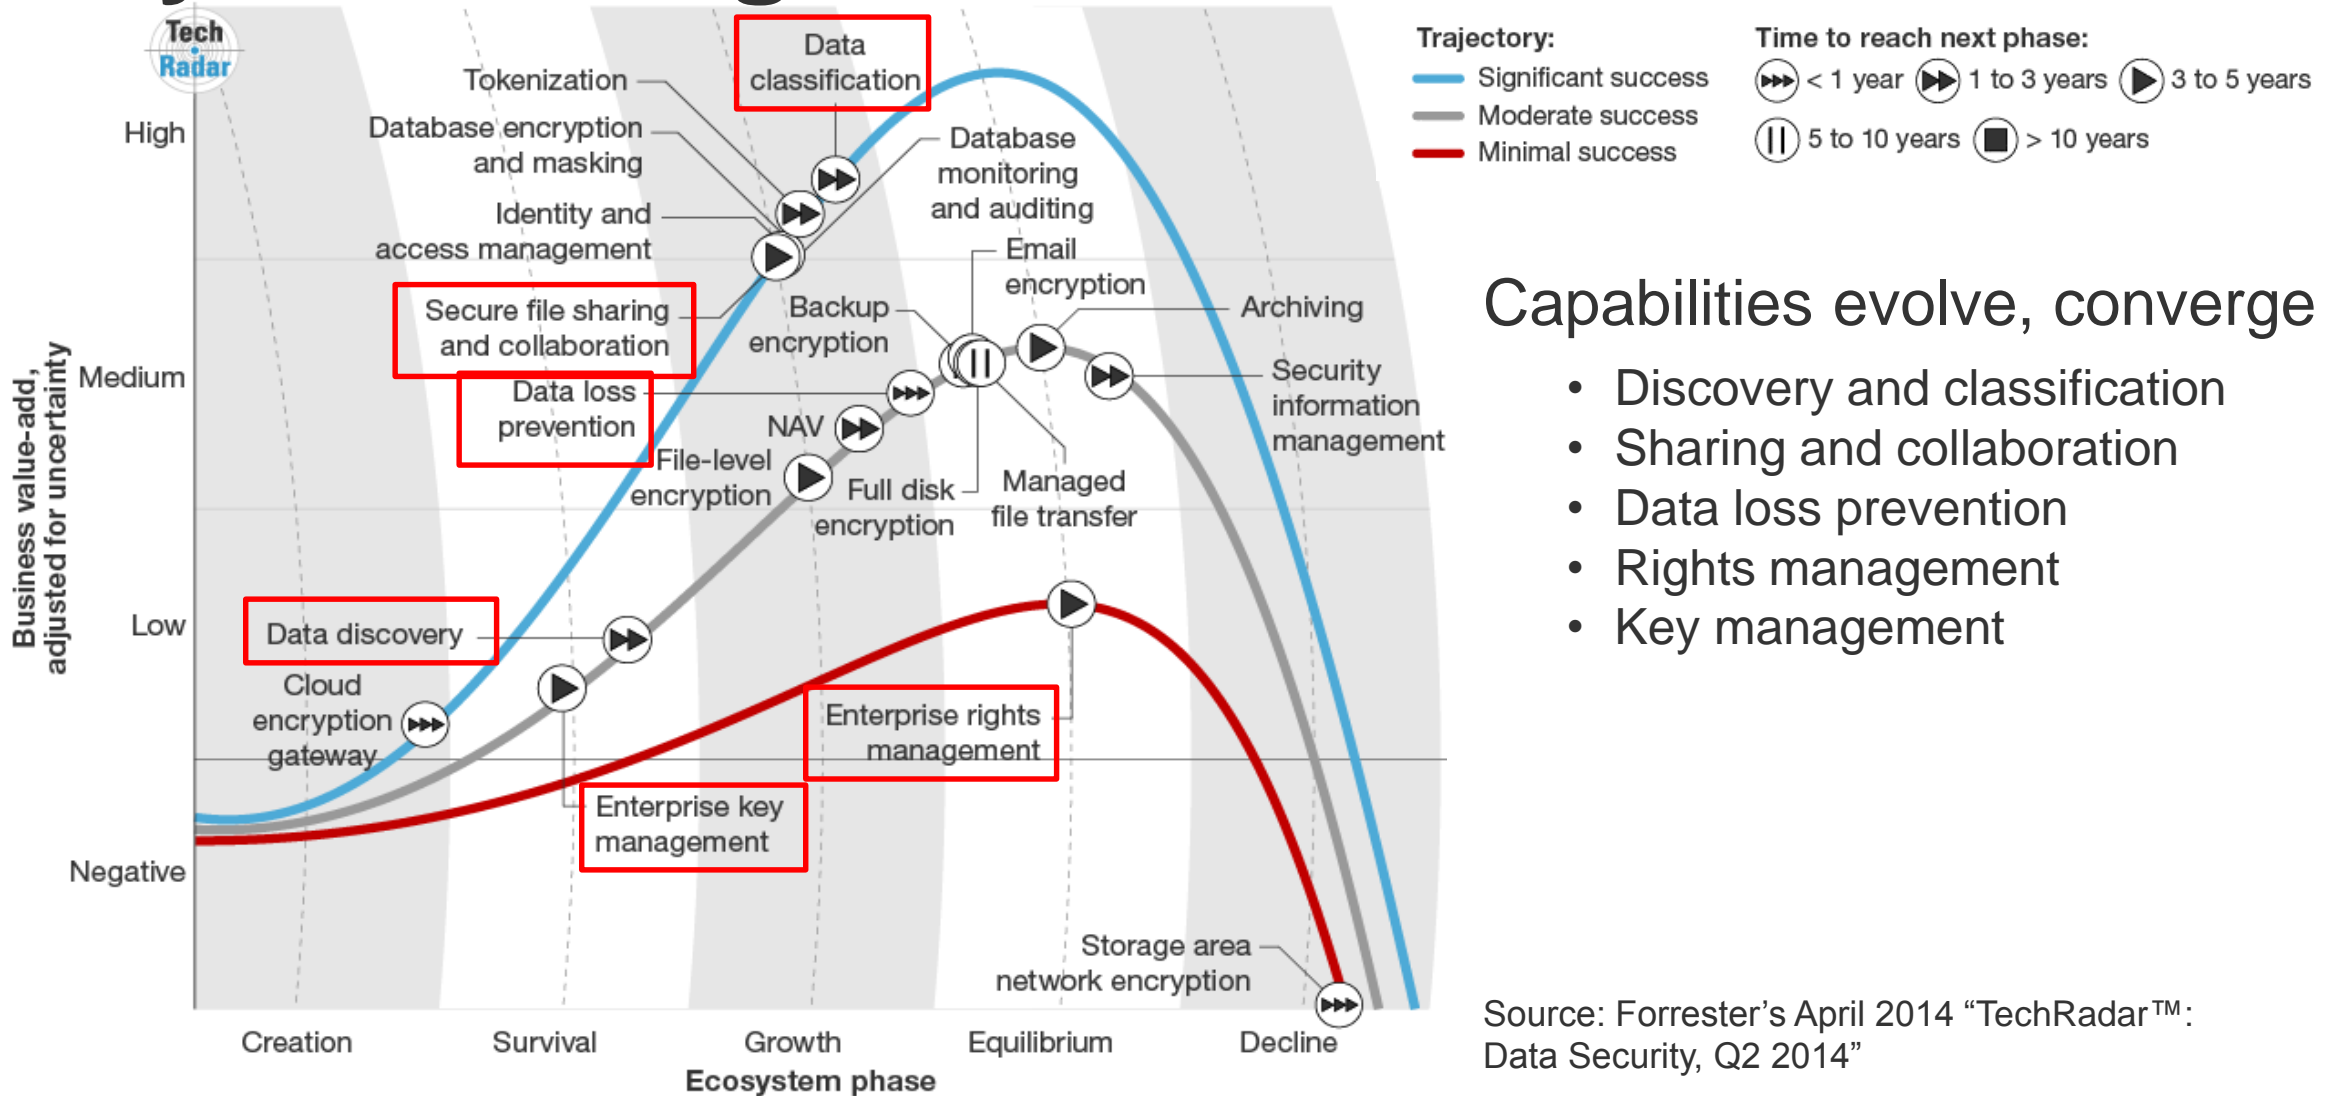 Tech
Radar
Trajectory:
Significant success
Moderate success
Minimal success
Time to reach next phase:
< 1 year
1 to 3 years
3 to 5 years
5 to 10 years
> 10 years
Business value-add,
adjusted for uncertainty
High
Medium
Low
Negative
Data
classification
Tokenization
Database encryption
and masking
Identity and
access management
Database
monitoring
and auditing
Secure file sharing
and collaboration
Data loss
prevention
Email
encryption
Backup
encryption
Archiving
Security
information
management
NAV
File-level
encryption
Full disk
encryption
Managed
file transfer
Data discovery
Cloud
encryption
gateway
Enterprise rights
management
Enterprise key
management
Storage area
network encryption
Creation
Survival
Growth
Equilibrium
Decline
Ecosystem phase
Capabilities evolve, converge
• Discovery and classification
• Sharing and collaboration
• Data loss prevention
• Rights management
• Key management
Source: Forrester’s April 2014 “TechRadar™:
Data Security, Q2 2014”